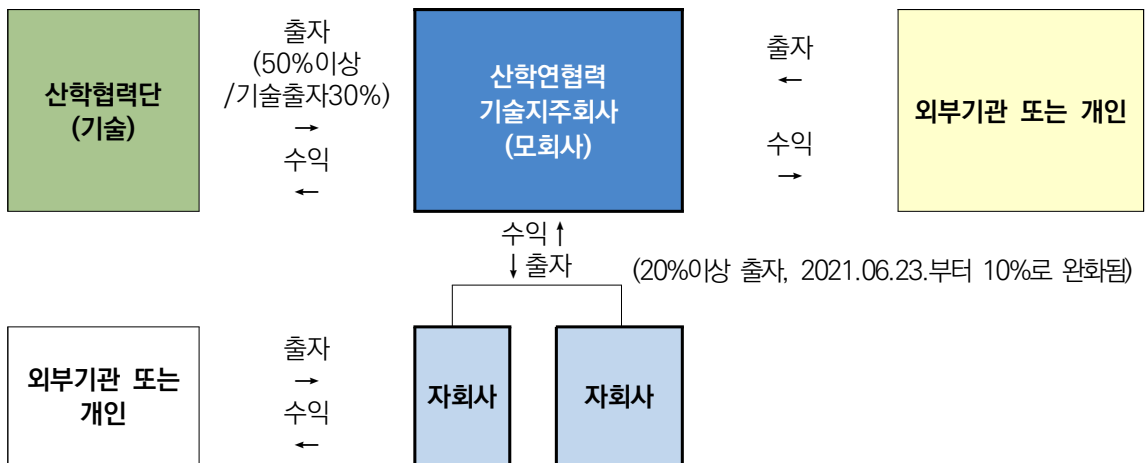 산학협력단
(기술)
출자
(50%이상
/기술출자30%)
→
수익
←
산학연협력
기술지주회사
(모회사)
출자
←
수익
→
외부기관 또는 개인
수익↑
↓출자
(20%이상 출자, 2021.06.23.부터 10%로 완화됨)
외부기관 또는
개인
출자
→
수익
←
자회사
자회사